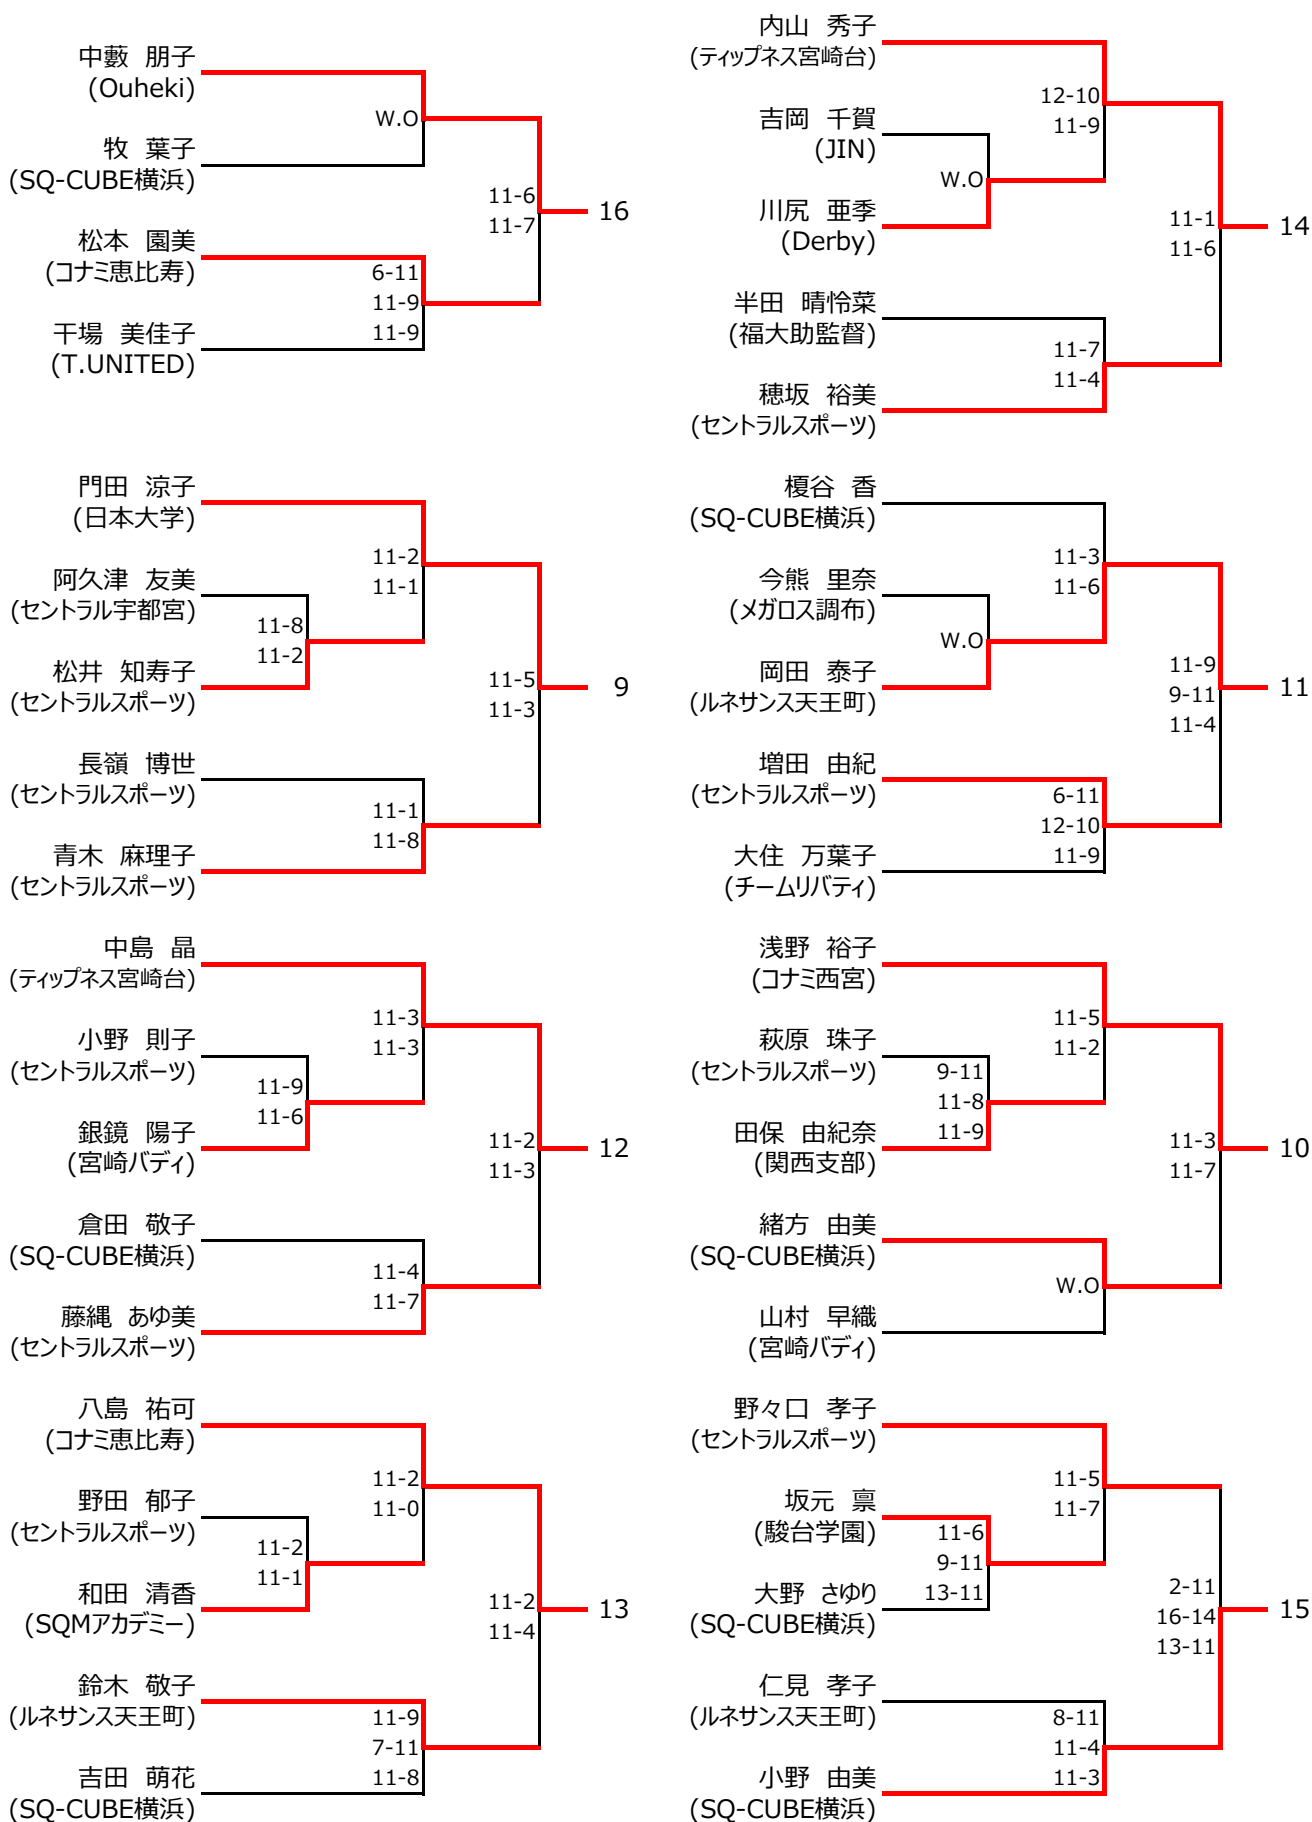 中藪 朋子
(Ouheki)
W.O
牧 葉子
(SQ-CUBE横浜)
11-6
11-7
16
松本 園美
(コナミ恵比寿)
6-11
11-9
11-9
干場 美佳子
(T.UNITED)
内山 秀子
(ティップネス宮崎台)
12-10
11-9
吉岡 千賀
(JIN)
W.O
川尻 亜季
(Derby)
11-1
11-6
14
半田 晴怜菜
(福大助監督)
11-7
11-4
穂坂 裕美
(セントラルスポーツ)
門田 涼子
(日本大学)
11-2
11-1
阿久津 友美
(セントラル宇都宮)
11-8
11-2
松井 知寿子
(セントラルスポーツ)
11-5
11-3
9
長嶺 博世
(セントラルスポーツ)
11-1
11-8
青木 麻理子
(セントラルスポーツ)
榎谷 香
(SQ-CUBE横浜)
11-3
11-6
今熊 里奈
(メガロス調布)
W.O
岡田 泰子
(ルネサンス天王町)
11-9
9-11
11-4
11
増田 由紀
(セントラルスポーツ)
6-11
12-10
11-9
大住 万葉子
(チームリバティ)
中島 晶
(ティップネス宮崎台)
11-3
11-3
小野 則子
(セントラルスポーツ)
11-9
11-6
銀鏡 陽子
(宮崎バディ)
11-2
11-3
12
倉田 敬子
(SQ-CUBE横浜)
11-4
11-7
藤縄 あゆ美
(セントラルスポーツ)
浅野 裕子
(コナミ西宮)
11-5
11-2
萩原 珠子
(セントラルスポーツ)
9-11
11-8
11-9
田保 由紀奈
(関西支部)
11-3
11-7
10
緒方 由美
(SQ-CUBE横浜)
W.O
山村 早織
(宮崎バディ)
八島 祐可
(コナミ恵比寿)
11-2
11-0
野田 郁子
(セントラルスポーツ)
11-2
11-1
和田 清香
(SQMアカデミー)
11-2
11-4
13
鈴木 敬子
(ルネサンス天王町)
11-9
7-11
11-8
吉田 萌花
(SQ-CUBE横浜)
野々口 孝子
(セントラルスポーツ)
11-5
11-7
坂元 禀
(駿台学園)
11-6
9-11
13-11
大野 さゆり
(SQ-CUBE横浜)
2-11
16-14
13-11
15
仁見 孝子
(ルネサンス天王町)
8-11
11-4
11-3
小野 由美
(SQ-CUBE横浜)